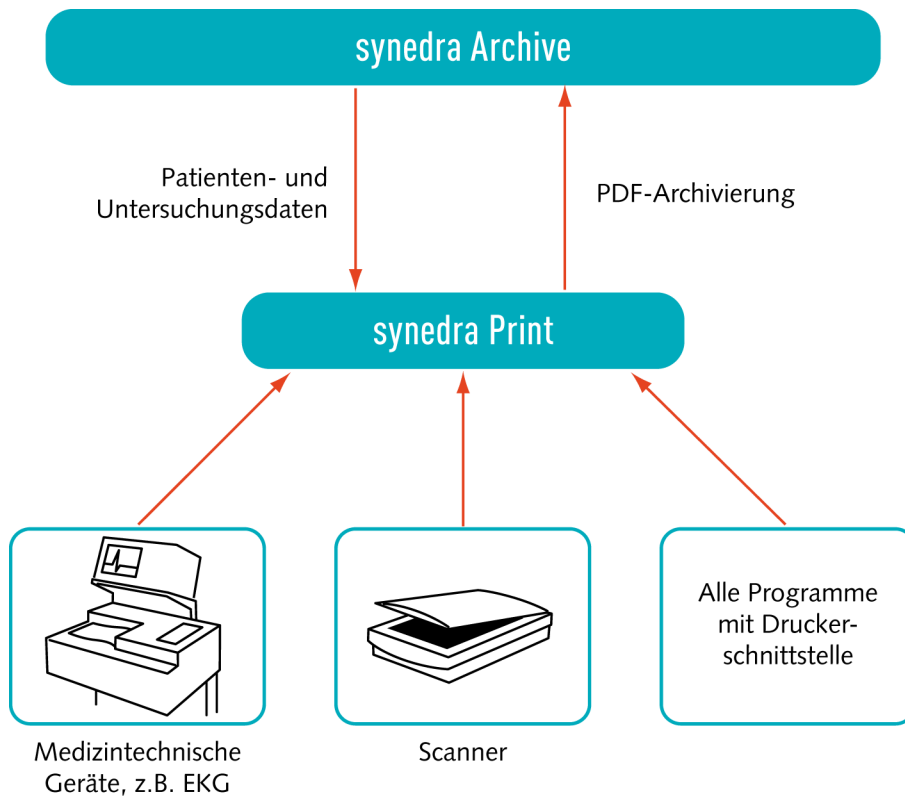 synedra Archive
Patienten- und
Untersuchungsdaten
PDF-Archivierung
synedra Print
Alle Programme
mit Drucker-
schnittstelle
Medizintechnische
Geräte, z.B. EKG
Scanner